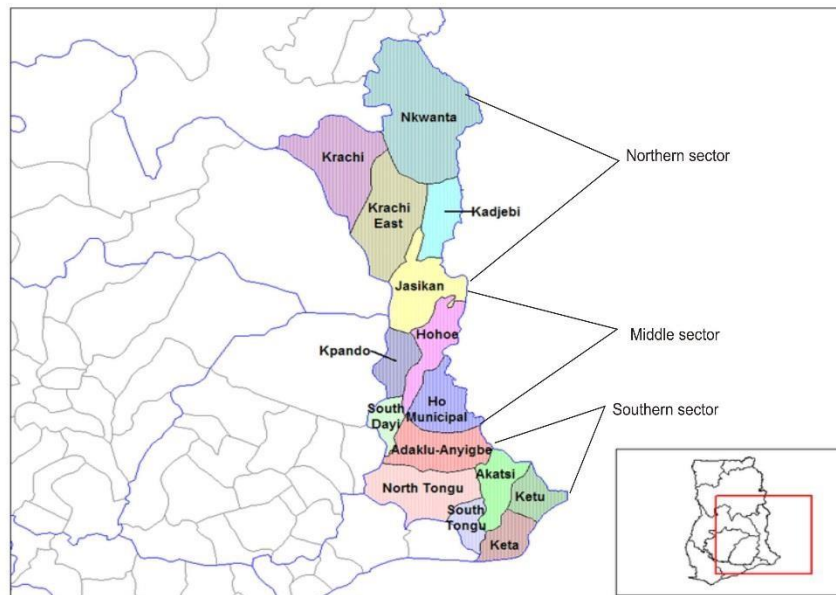 Nkwanta
Northern sector
Krachi
Krachi
East
Kadjebi
Jasikan
Hohoe
Middle sector
Kpando
Ho
Municipal
South
Dayi
Southern sector
Adaklu-Anyigbe
Akatsi
North Tongu
Ketu
South
Tongu
Keta